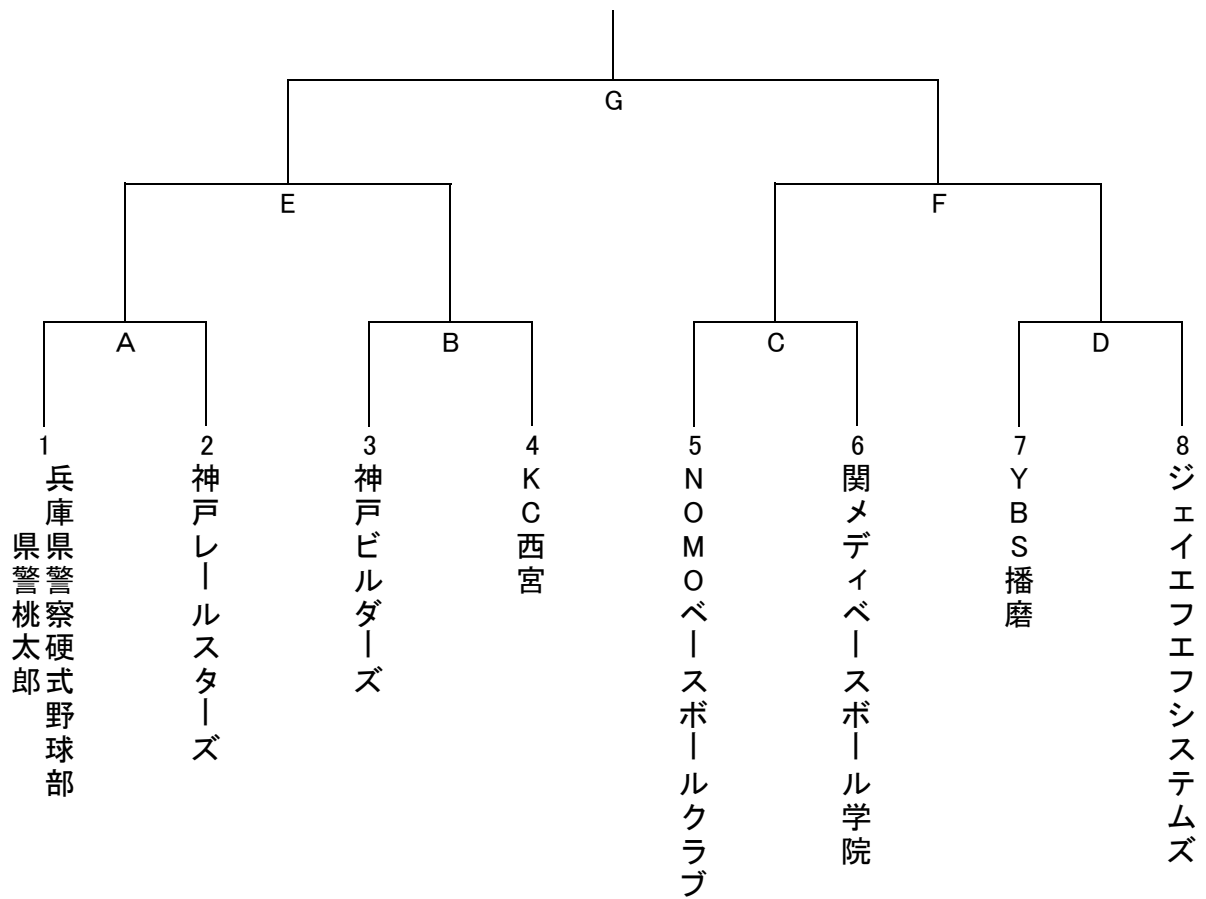 G
E
F
A
B
C
D
1
2
3
4
5
6
7
8
兵庫県警察硬式野球部
県警桃太郎
神戸レールスターズ
神戸ビルダーズ
KC西宮
NOMOベースボールクラブ
関メディベースボール学院
YBS播磨
ジェイエフエフシステムズ